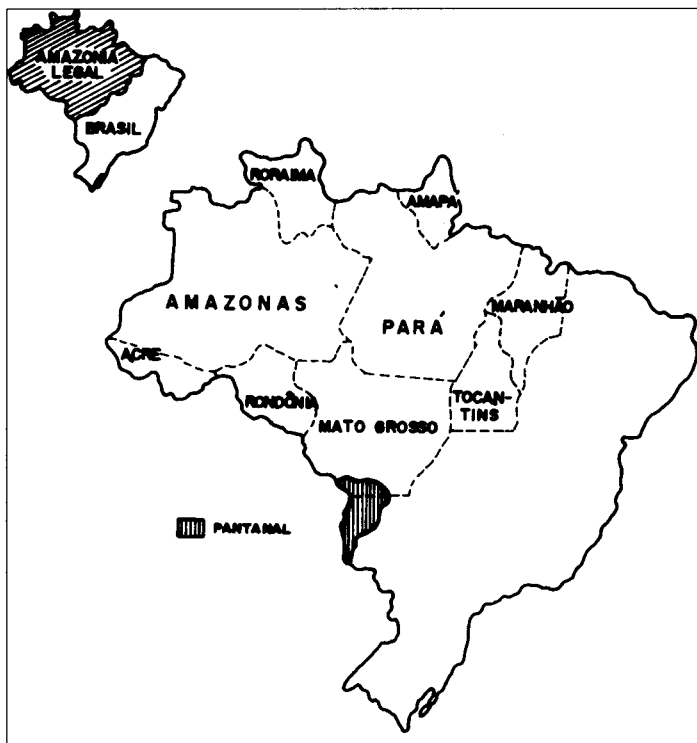 AMAZONIA
LEGAL
BRASIL
RORAIMA
AMAPÁ
AMAZONAS
PARÁ
MARANHÃO
ACRE
RONDÔNIA
TOCAN-
TINS
MATO GROSSO
PANTANAL